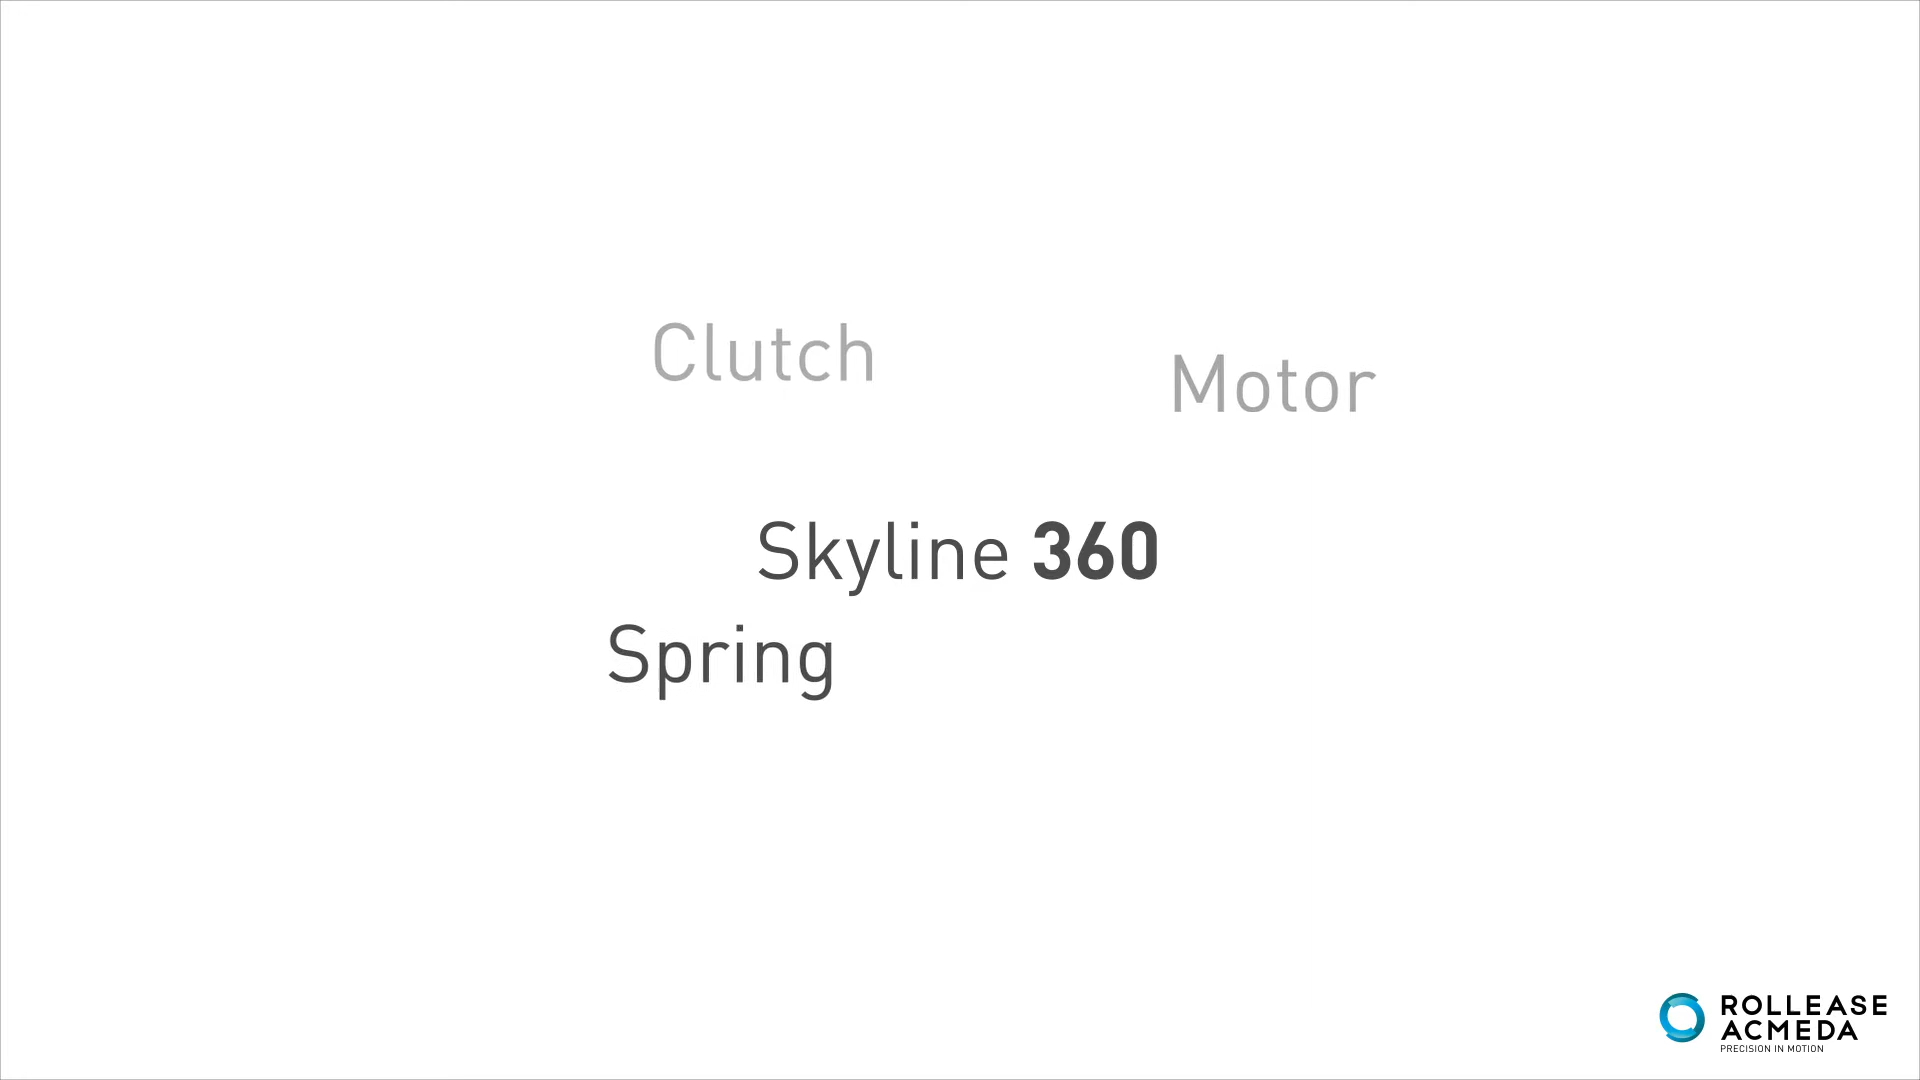 Clutch
Motor
Skyline 360
Spring
ROLLEASE
ACMEDA
PRECISION IN MOTION